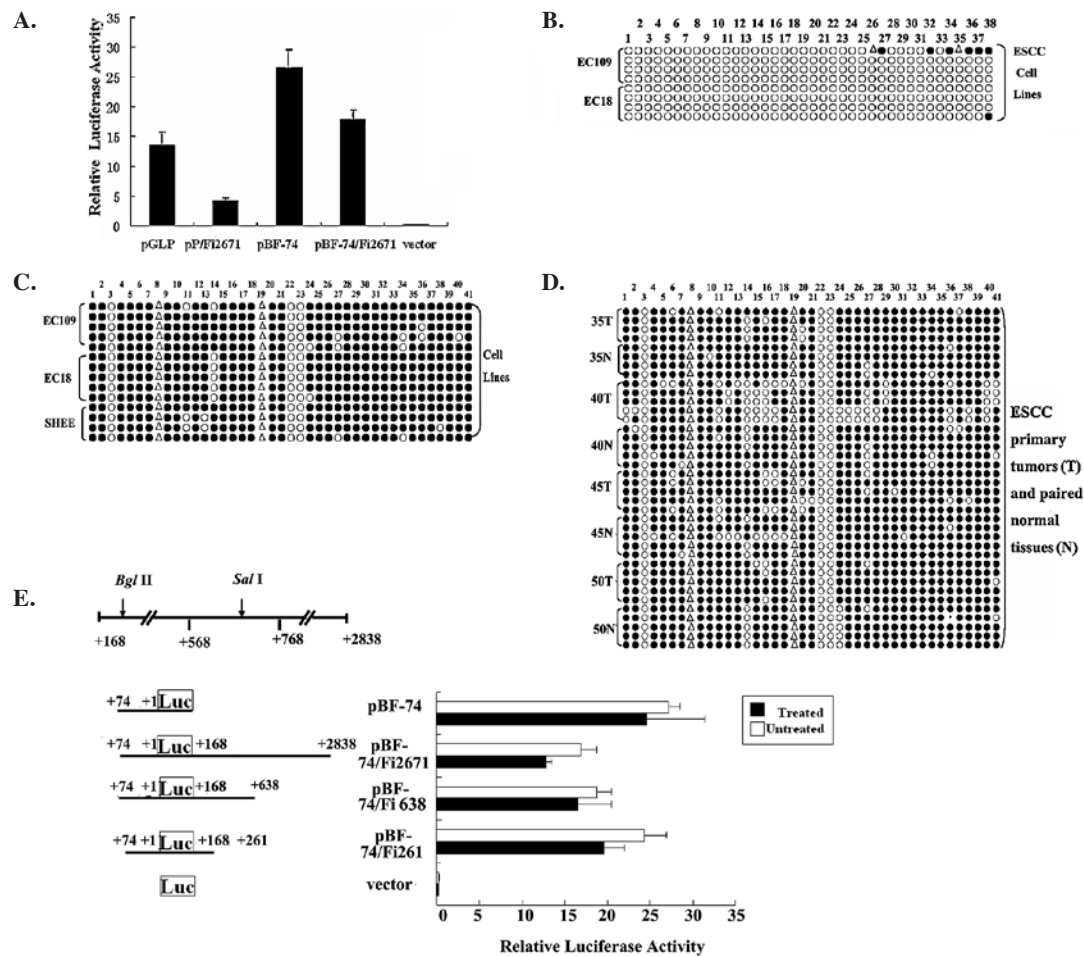 A.
Relative Luciferase Activity
35
30
25
20
15
10
5
0
pGLP pP/Fi2671 pBF-74 pBF-74/Fi2671 vector
B.
2 4 6 8 10 12 14 16 18 20 22 24 26 28 30 32 34 36 38
1 3 5 7 9 11 13 15 17 19 21 23 25 27 29 31 33 35 37
EC109
EC18
ESCC
Cell
Lines
C.
2 4 6 8 10 12 14 16 18 20 22 24 26 28 30 32 34 36 38 40
1 3 5 7 9 11 13 15 17 19 21 23 25 27 29 31 33 35 37 39 41
EC109
EC18
SHEE
Cell
Lines
D.
2 4 6 8 10 12 14 16 18 20 22 24 26 28 30 32 34 36 38 40
1 3 5 7 9 11 13 15 17 19 21 23 25 27 29 31 33 35 37 39 41
35T
35N
40T
40N
45T
45N
50T
50N
ESCC
primary
tumors (T)
and paired
normal
tissues (N)
E.
Bgl II Sal I
+168 +568 +768 +2838
+74 +1 Luc
+74 +1 Luc +168 +2838
+74 +1 Luc +168 +638
+74 +1 Luc +168 +261
Luc
pBF-74
pBF-
74/Fi2671
pBF-
74/Fi 638
pBF-
74/Fi261
vector
Treated
Untreated
0 5 10 15 20 25 30 35
Relative Luciferase Activity